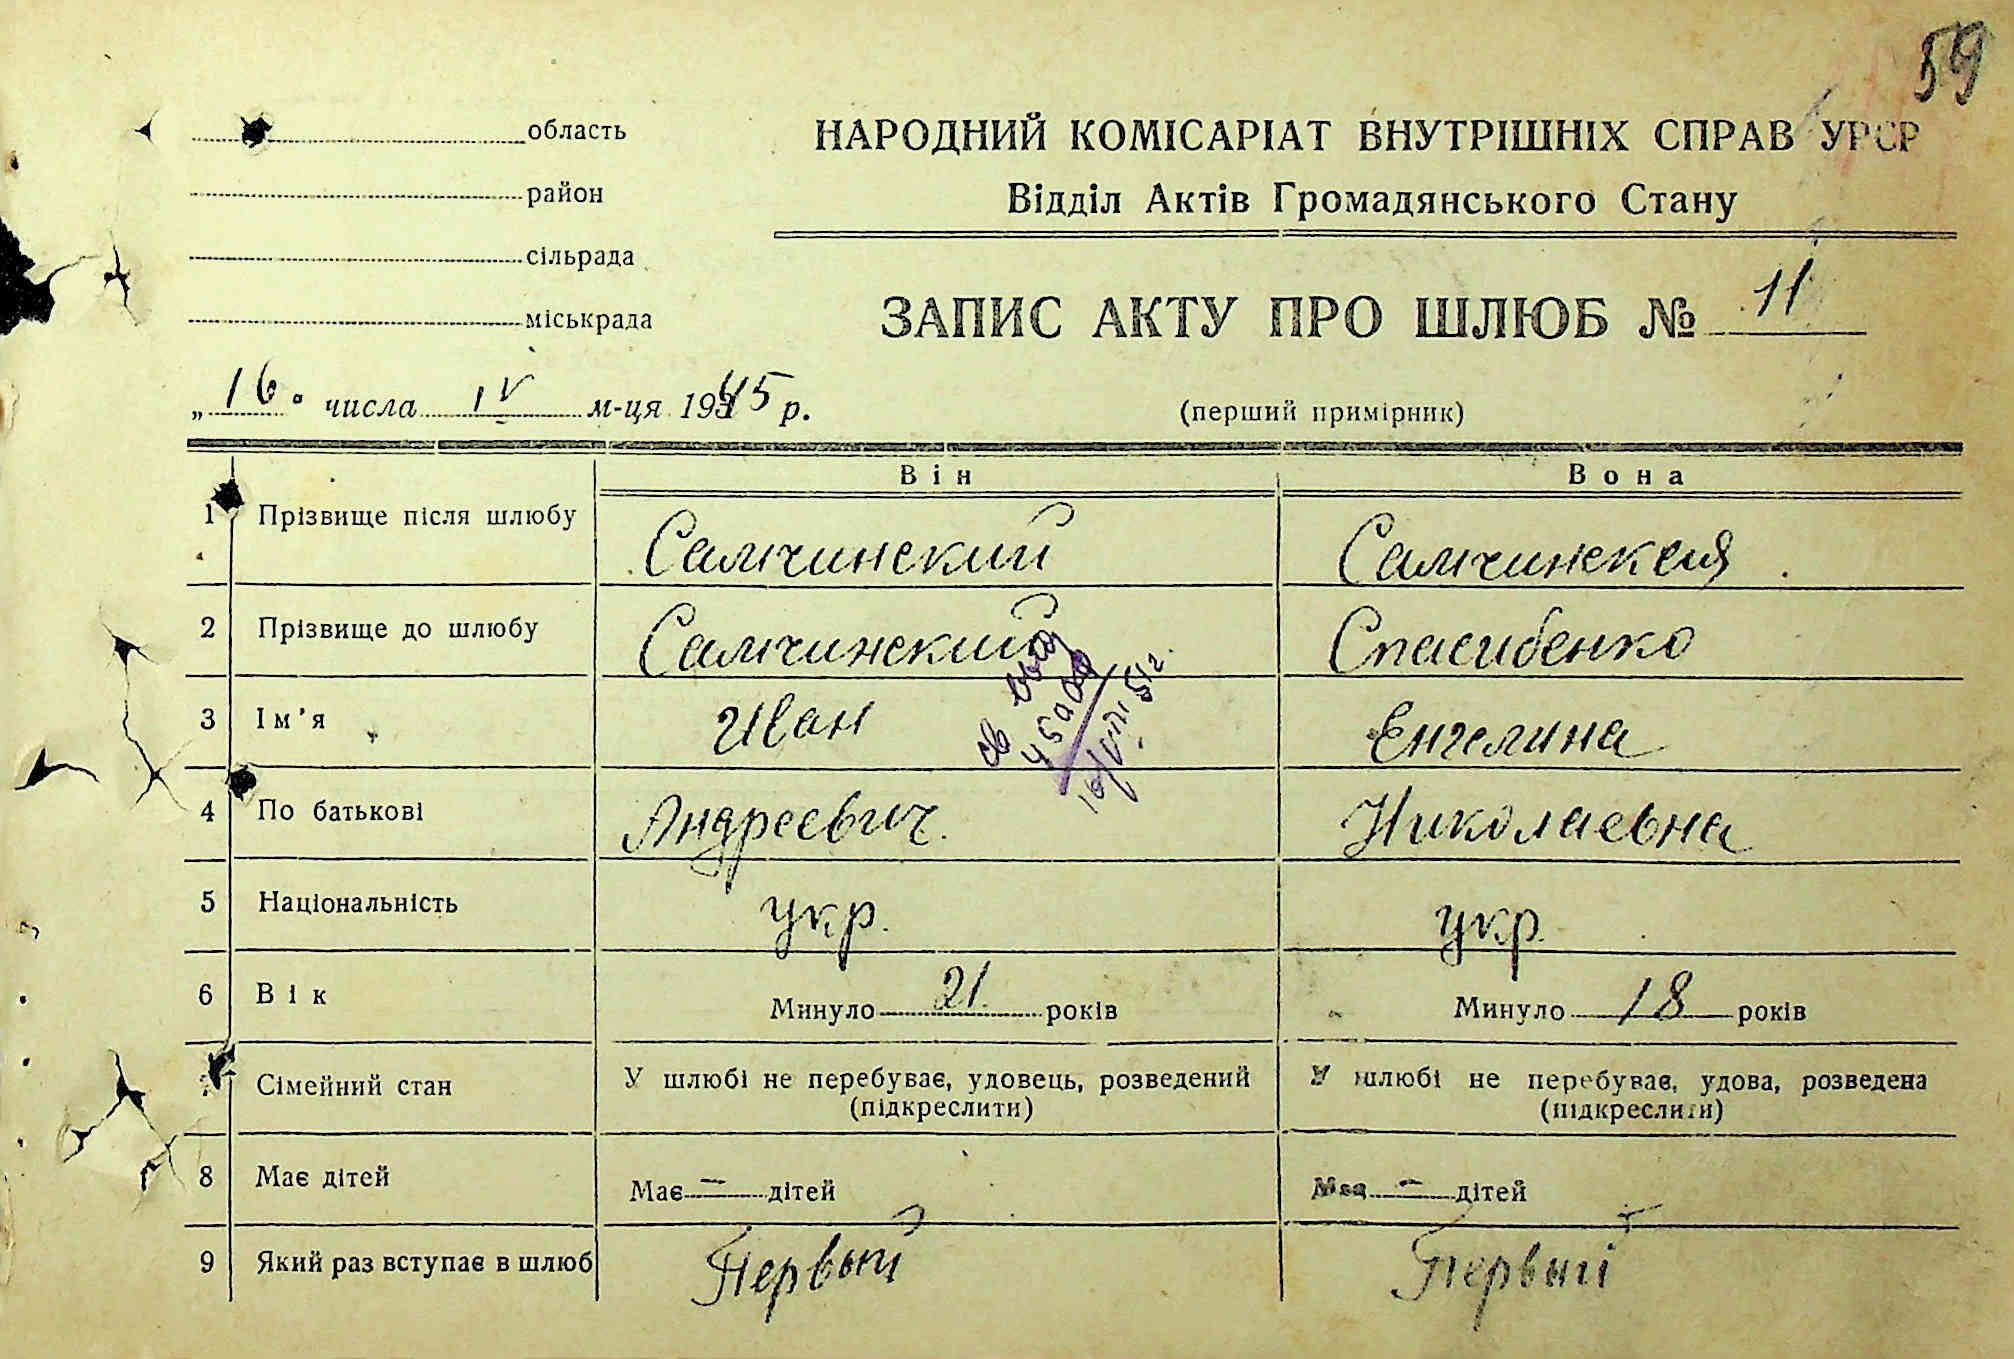 59
область
район
сільрада
міськрада
НАРОДНИЙ КОМІСАРІАТ ВНУТРІШНІХ СПРАВ УРСР
Відділ Актів Громадянського Стану
ЗАПИС АКТУ ПРО ШЛЮБ № 11
„16" числа IV м-ця 1945 р.
(перший примірник)
Він Вона
1 Прізвище після шлюбу Самчинский Самчинская
2 Прізвище до шлюбу Самчинский Спасибенко
3 Ім'я Иван Енгелина
4 По батькові Андреевич. Николаевна
5 Національність укр. укр.
6 Вік Минуло 21 років Минуло 18 років
Сімейний стан У шлюбі не перебуває, удовець, розведений У шлюбі не перебуває, удова, розведена
(підкреслити) (підкреслити)
8 Має дітей Має — дітей Має — дітей
9 Який раз вступає в шлюб Первый Первый